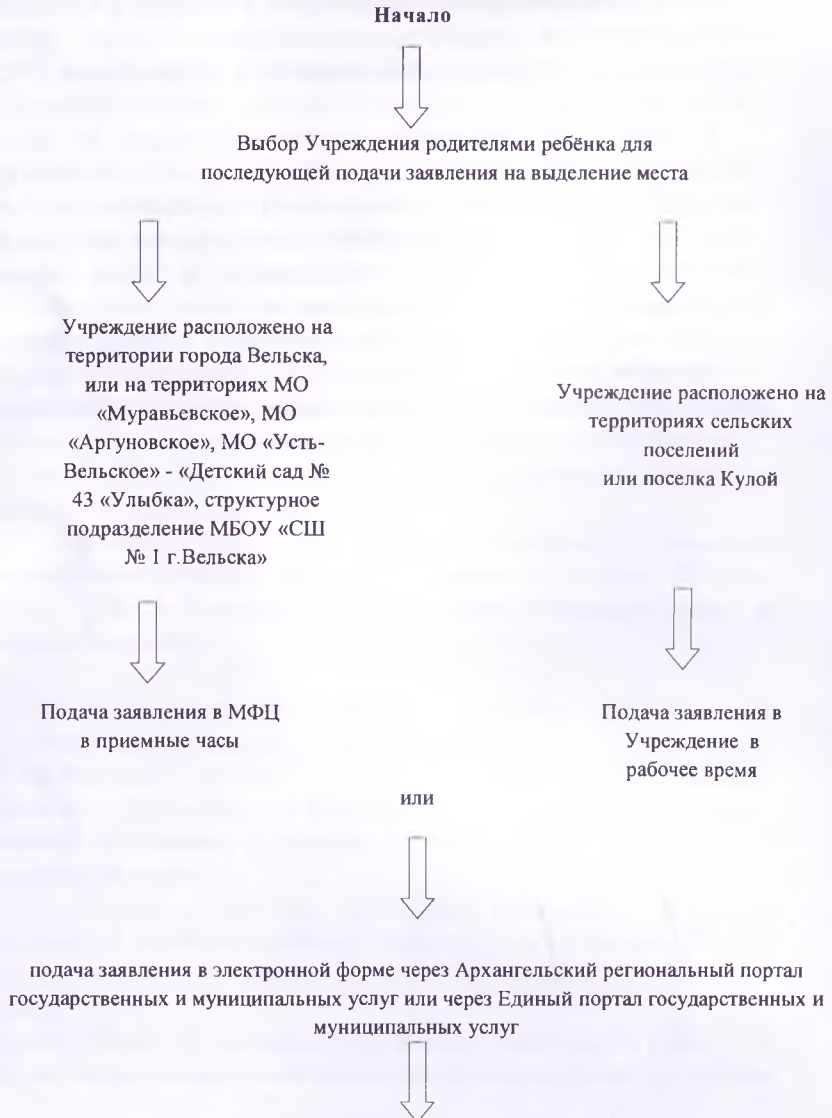 Начало
Выбор Учреждения родителями ребёнка для
последующей подачи заявления на выделение места
Учреждение расположено на
территории города Вельска,
или на территориях МО
«Муравьевское», МО
«Аргуновское», МО «Усть-
Вельское» - «Детский сад №
43 «Улыбка», структурное
подразделение МБОУ «СШ
№ 1 г.Вельска»
Учреждение расположено на
территориях сельских
поселений
или поселка Кулой
Подача заявления в МФЦ
в приемные часы
Подача заявления в
Учреждение в
рабочее время
или
подача заявления в электронной форме через Архангельский региональный портал
государственных и муниципальных услуг или через Единый портал государственных и
муниципальных услуг